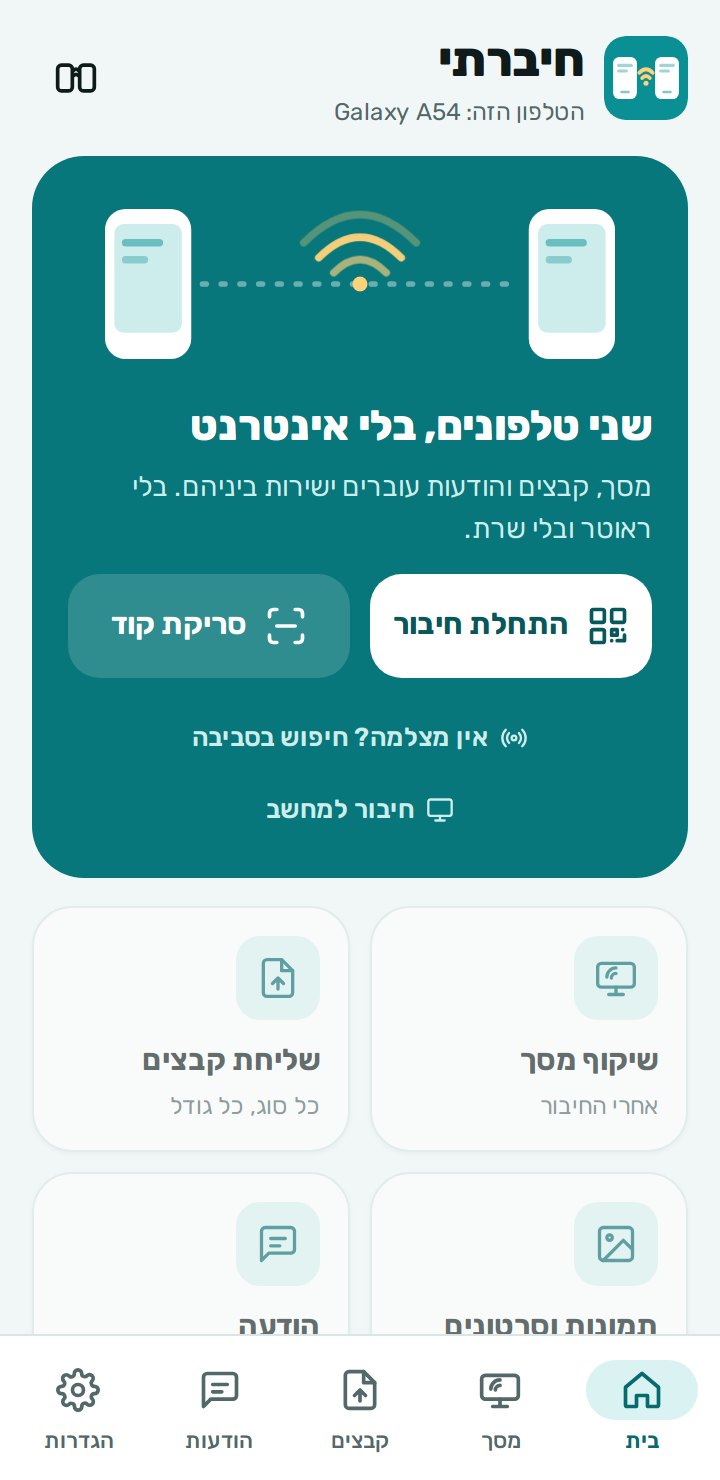 חיברתי
הטלפון הזה: Galaxy A54
שני טלפונים, בלי אינטרנט
מסך, קבצים והודעות עוברים ישירות ביניהם. בלי
ראוטר ובלי שרת.
התחלת חיבור
סריקת קוד
אין מצלמה? חיפוש בסביבה
חיבור למחשב
שיקוף מסך
אחרי החיבור
שליחת קבצים
כל סוג, כל גודל
תמונות וסרטונים
הודעה
בית
מסך
קבצים
הודעות
הגדרות